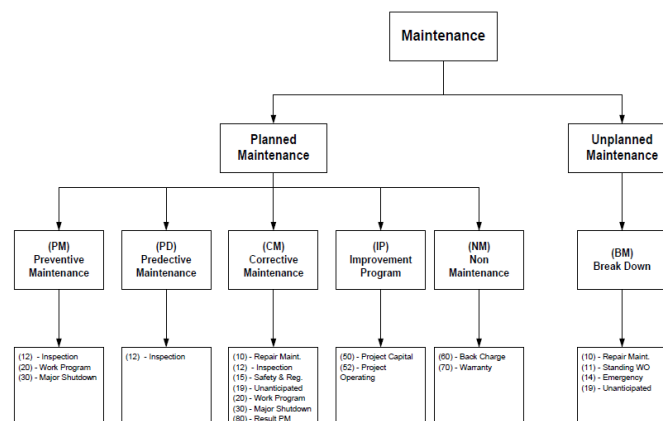 Maintenance
Planned
Maintenance
Unplanned
Maintenance
(PM)
Preventive
Maintenance
(PD)
Predective
Maintenance
(CM)
Corrective
Maintenance
(IP)
Improvement
Program
(NM)
Non
Maintenance
(BM)
Break Down
(12) - Inspection
(20) - Work Program
(30) - Major Shutdown
(12) - Inspection
(10) - Repair Maint.
(12) - Inspection
(15) - Safety & Reg.
(19) - Unanticipated
(20) - Work Program
(30) - Major Shutdown
(80) - Result PM
(50) - Project Capital
(52) - Project
Operating
(60) - Back Charge
(70) - Warranty
(10) - Repair Maint.
(11) - Standing WO
(14) - Emergency
(19) - Unanticipated